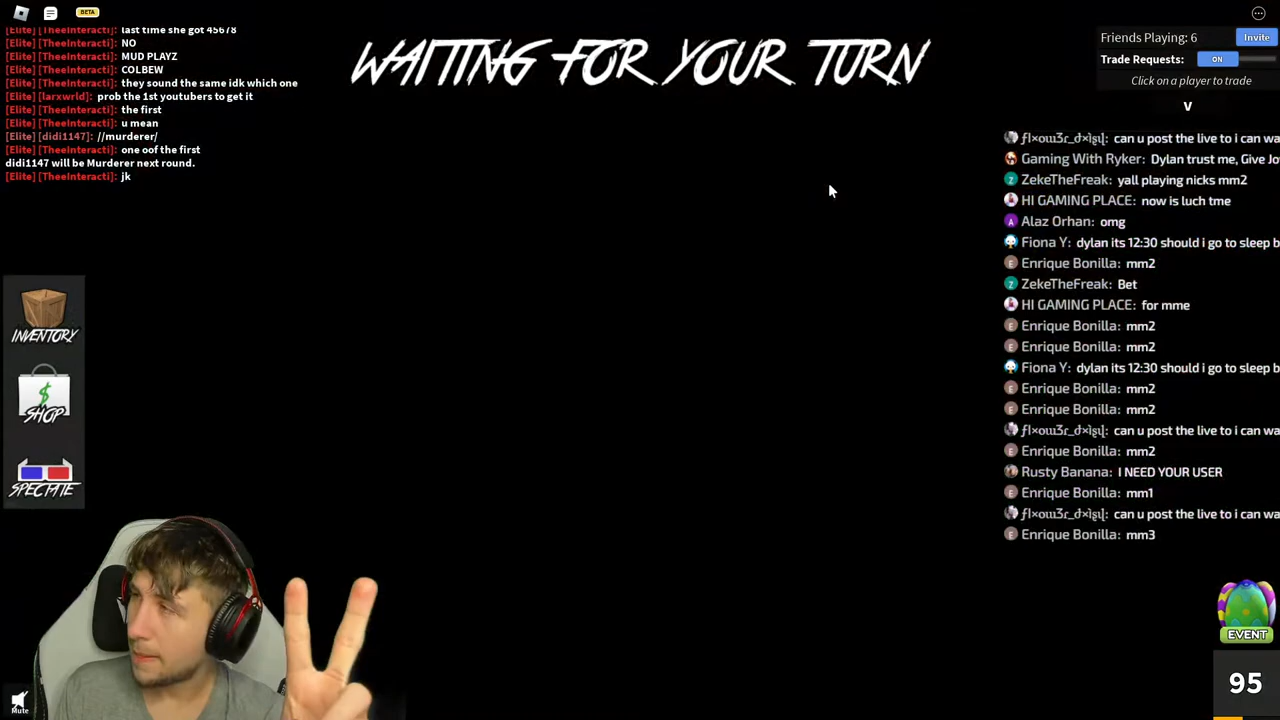 BETA
[Elite] [TheeInteracti]: last time she got 45678
[Elite] [TheeInteracti]: NO
[Elite] [TheeInteracti]: MUD PLAYZ
[Elite] [TheeInteracti]: COLBEW
[Elite] [TheeInteracti]: they sound the same idk which one
[Elite] [larxwrld]: prob the 1st youtubers to get it
[Elite] [TheeInteracti]: the first
[Elite] [TheeInteracti]: u mean
[Elite] [didi1147]: //murderer/
[Elite] [TheeInteracti]: one oof the first
didi1147 will be Murderer next round.
[Elite] [TheeInteracti]: jk
WAITING FOR YOUR TURN
Friends Playing: 6
Invite
Trade Requests:
ON
Click on a player to trade
v
can u post the live to i can wa
Gaming With Ryker: Dylan trust me, Give Jo
ZekeTheFreak: yall playing nicks mm2
HI GAMING PLACE: now is luch tme
Alaz Orhan: omg
Fiona Y: dylan its 12:30 should i go to sleep b
Enrique Bonilla: mm2
ZekeTheFreak: Bet
HI GAMING PLACE: for mme
Enrique Bonilla: mm2
Enrique Bonilla: mm2
Fiona Y: dylan its 12:30 should i go to sleep b
Enrique Bonilla: mm2
Enrique Bonilla: mm2
can u post the live to i can wa
Enrique Bonilla: mm2
Rusty Banana: I NEED YOUR USER
Enrique Bonilla: mm1
can u post the live to i can wa
Enrique Bonilla: mm3
INVENTORY
$
SHOP
SPECTATE
Mute
EVENT
95